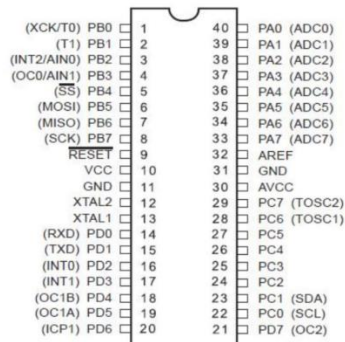 (XCK/T0) PB0 1 40 PA0 (ADC0)
(T1) PB1 2 39 PA1 (ADC1)
(INT2/AIN0) PB2 3 38 PA2 (ADC2)
(OC0/AIN1) PB3 4 37 PA3 (ADC3)
(SS) PB4 5 36 PA4 (ADC4)
(MOSI) PB5 6 35 PA5 (ADC5)
(MISO) PB6 7 34 PA6 (ADC6)
(SCK) PB7 8 33 PA7 (ADC7)
RESET 9 32 AREF
VCC 10 31 GND
GND 11 30 AVCC
XTAL2 12 29 PC7 (TOSC2)
XTAL1 13 28 PC6 (TOSC1)
(RXD) PD0 14 27 PC5
(TXD) PD1 15 26 PC4
(INT0) PD2 16 25 PC3
(INT1) PD3 17 24 PC2
(OC1B) PD4 18 23 PC1 (SDA)
(OC1A) PD5 19 22 PC0 (SCL)
(ICP1) PD6 20 21 PD7 (OC2)